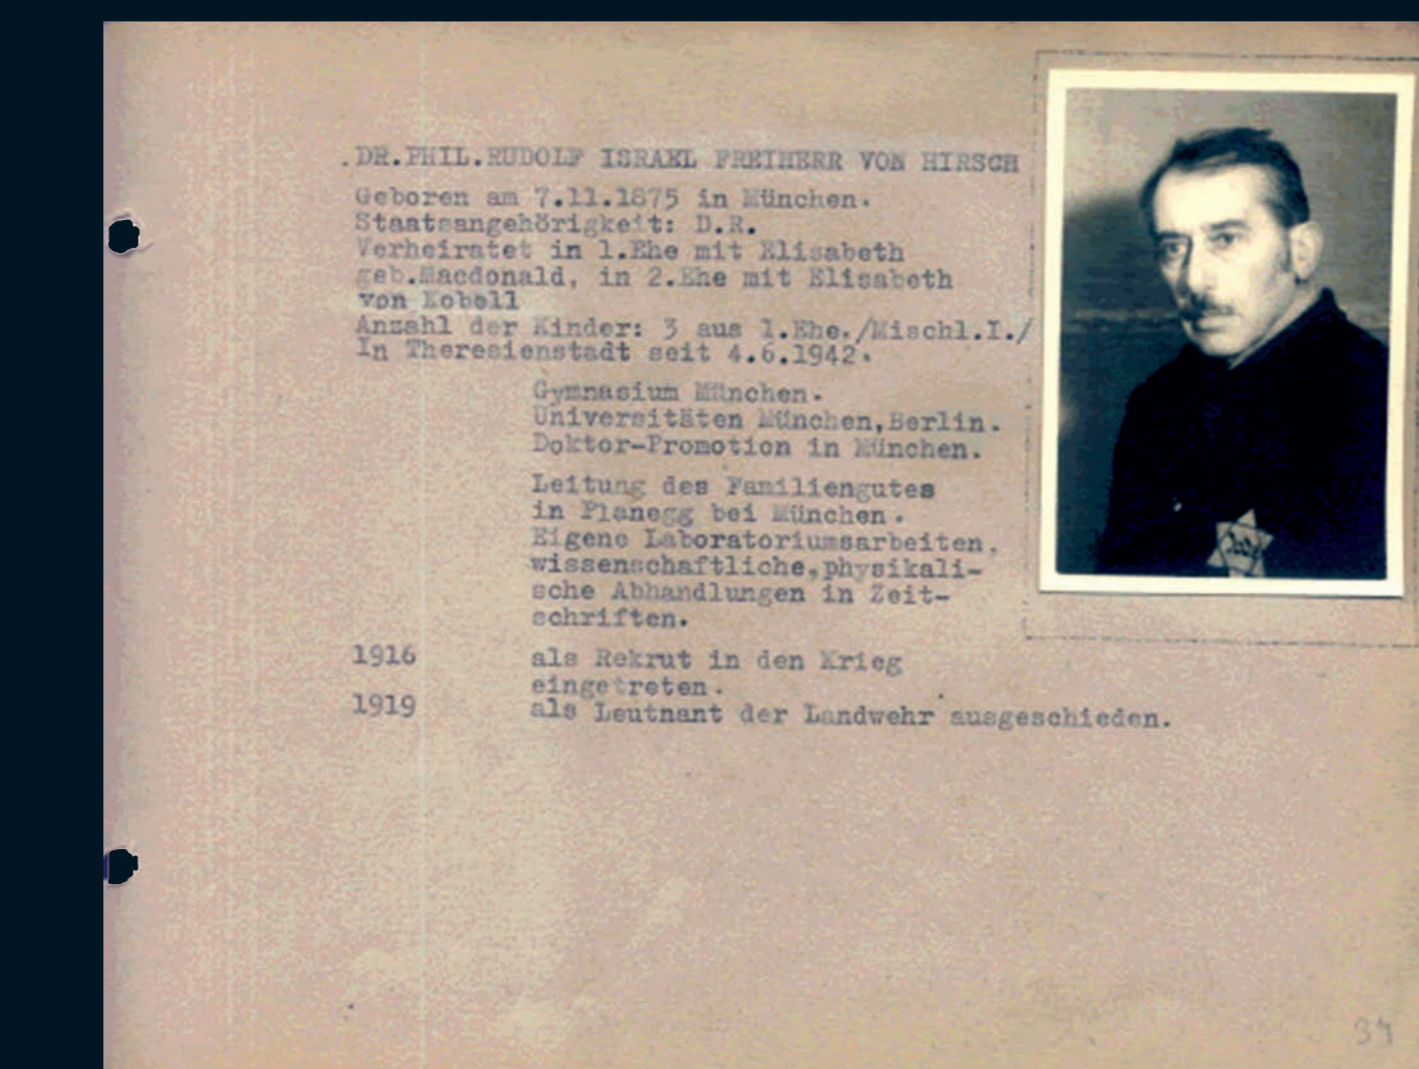 .DR.PHIL.RUDOLF ISRAEL FREIHERR VON HIRSCH
Geboren am 7.11.1875 in München.
Staatsangehörigkeit: D.R.
Verheiratet in 1.Ehe mit Elisabeth
geb.Macdonald, in 2.Ehe mit Elisabeth
von Kobell
Anzahl der Kinder: 3 aus 1.Ehe./Mischl.I./
In Theresienstadt seit 4.6.1942.
Gymnasium München.
Universitäten München,Berlin.
Doktor-Promotion in München.
Leitung des Familiengutes
in Planegg bei München.
Eigene Laboratoriumsarbeiten,
wissenschaftliche,physikali-
sche Abhandlungen in Zeit-
schriften.
1916 als Rekrut in den Krieg
eingetreten.
1919 als Leutnant der Landwehr ausgeschieden.
Jude
94